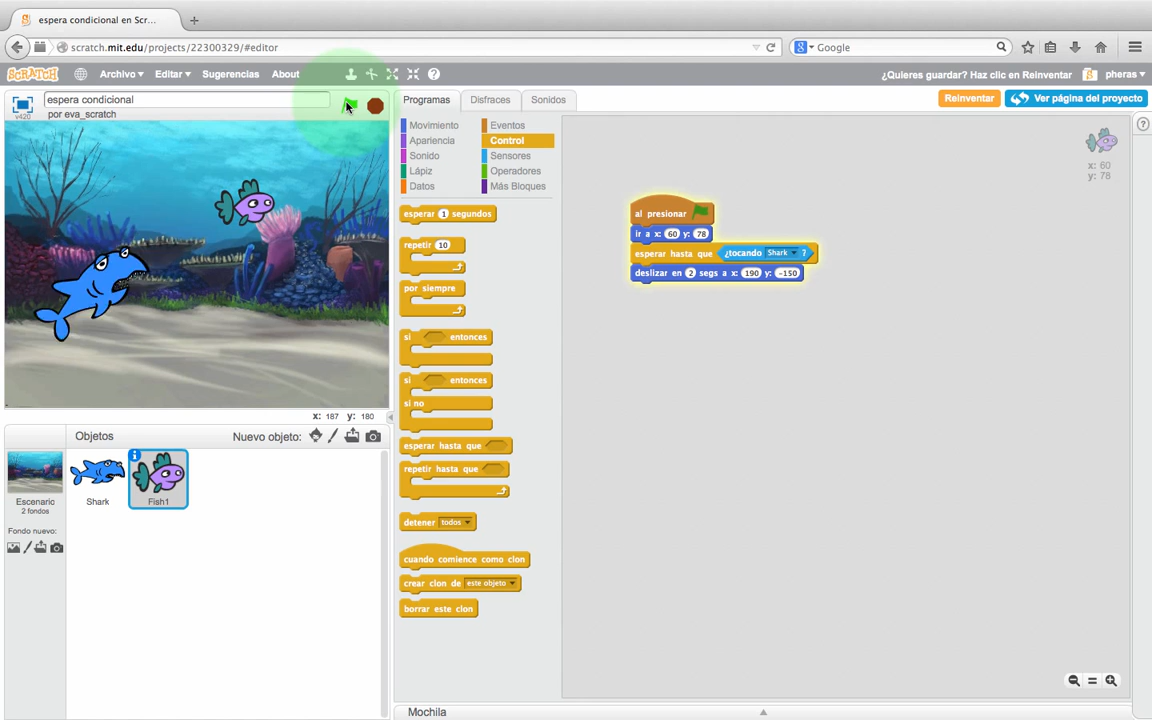 espera condicional en Scr...
scratch.mit.edu/projects/22300329/#editor
Google
SCRATCH
Archivo
Editar
Sugerencias
About
¿Quieres guardar? Haz clic en Reinventar
pheras
espera condicional
por eva_scratch
v420
Programas
Disfraces
Sonidos
Reinventar
Ver página del proyecto
Movimiento
Eventos
Apariencia
Control
Sonido
Sensores
Lápiz
Operadores
Datos
Más Bloques
x: 60
y: 78
esperar 1 segundos
repetir 10
por siempre
si entonces
si entonces
si no
esperar hasta que
repetir hasta que
detener todos
cuando comience como clon
crear clon de este objeto
borrar este clon
al presionar
ir a x: 60 y: 78
esperar hasta que ¿tocando Shark ?
deslizar en 2 segs a x: 190 y: -150
x: 187 y: 180
Objetos
Nuevo objeto:
Escenaric
2 fondos
Fondo nuevo:
Shark
Fish1
Mochila